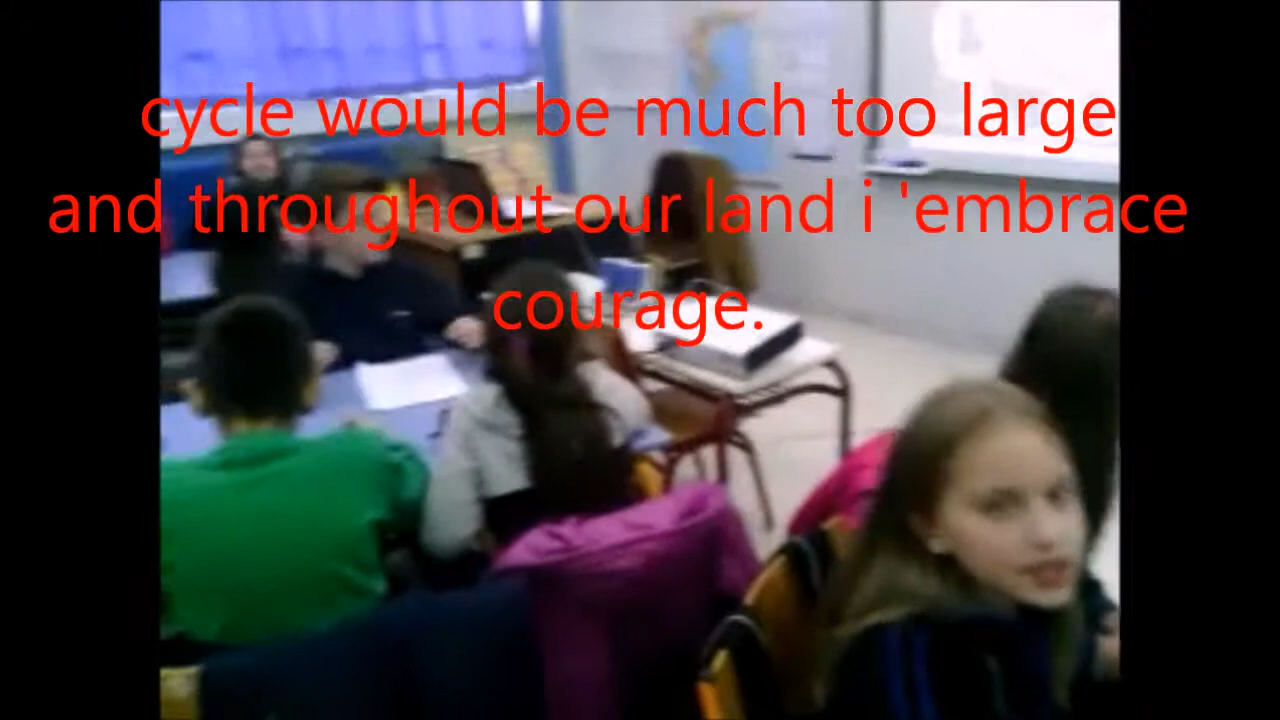 cycle would be much too large
and throughout our land i 'embrace
courage.